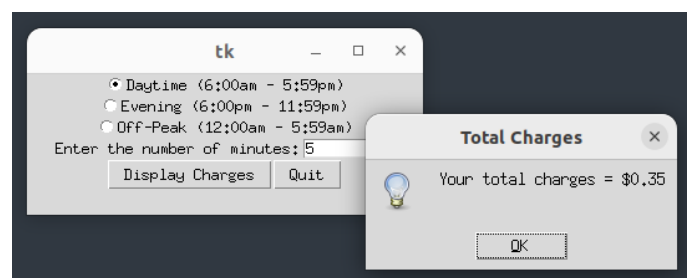 tk
Daytime (6:00am - 5:59pm)
Evening (6:00pm - 11:59pm)
Off-Peak (12:00am - 5:59am)
Enter the number of minutes: 5
Display Charges Quit
Total Charges
Your total charges = $0.35
OK